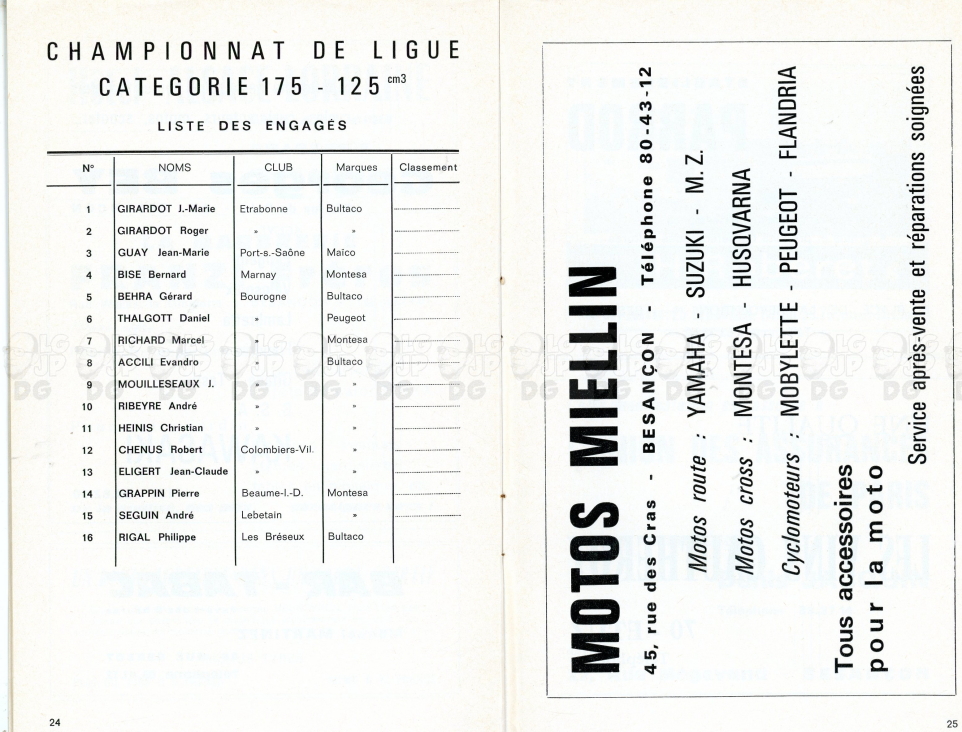 CHAMPIONNAT DE LIGUE
CATEGORIE 175 - 125 cm3
LISTE DES ENGAGÉS
N° NOMS CLUB Marques Classement
1 GIRARDOT J.-Marie Etrabonne Bultaco
2 GIRARDOT Roger » »
3 GUAY Jean-Marie Port-s.-Saône Maico
4 BISE Bernard Marnay Montesa
5 BEHRA Gérard Bourogne Bultaco
6 THALGOTT Daniel » Peugeot
7 RICHARD Marcel » Montesa
8 ACCILI Evandro » Bultaco
9 MOUILLESEAUX J. » »
10 RIBEYRE André » »
11 HEINIS Christian » »
12 CHENUE Robert Colombiers-Vil. »
13 ELIGERT Jean-Claude » »
14 GRAPPIN Pierre Beaume-l.-D. Montesa
15 SEGUIN André Lebetain »
16 RIGAL Philippe Les Bréseux Bultaco
24
MOTOS MIELLIN
45, rue des Cras - BESANÇON - Téléphone 80-43-12
Motos route : YAMAHA SUZUKI - M. Z.
Motos cross : MONTESA - HUSQVARNA
Cyclomoteurs : MOBYLETTE - PEUGEOT - FLANDRIA
Tous accessoires
pour la moto
Service après-vente et réparations soignées
25